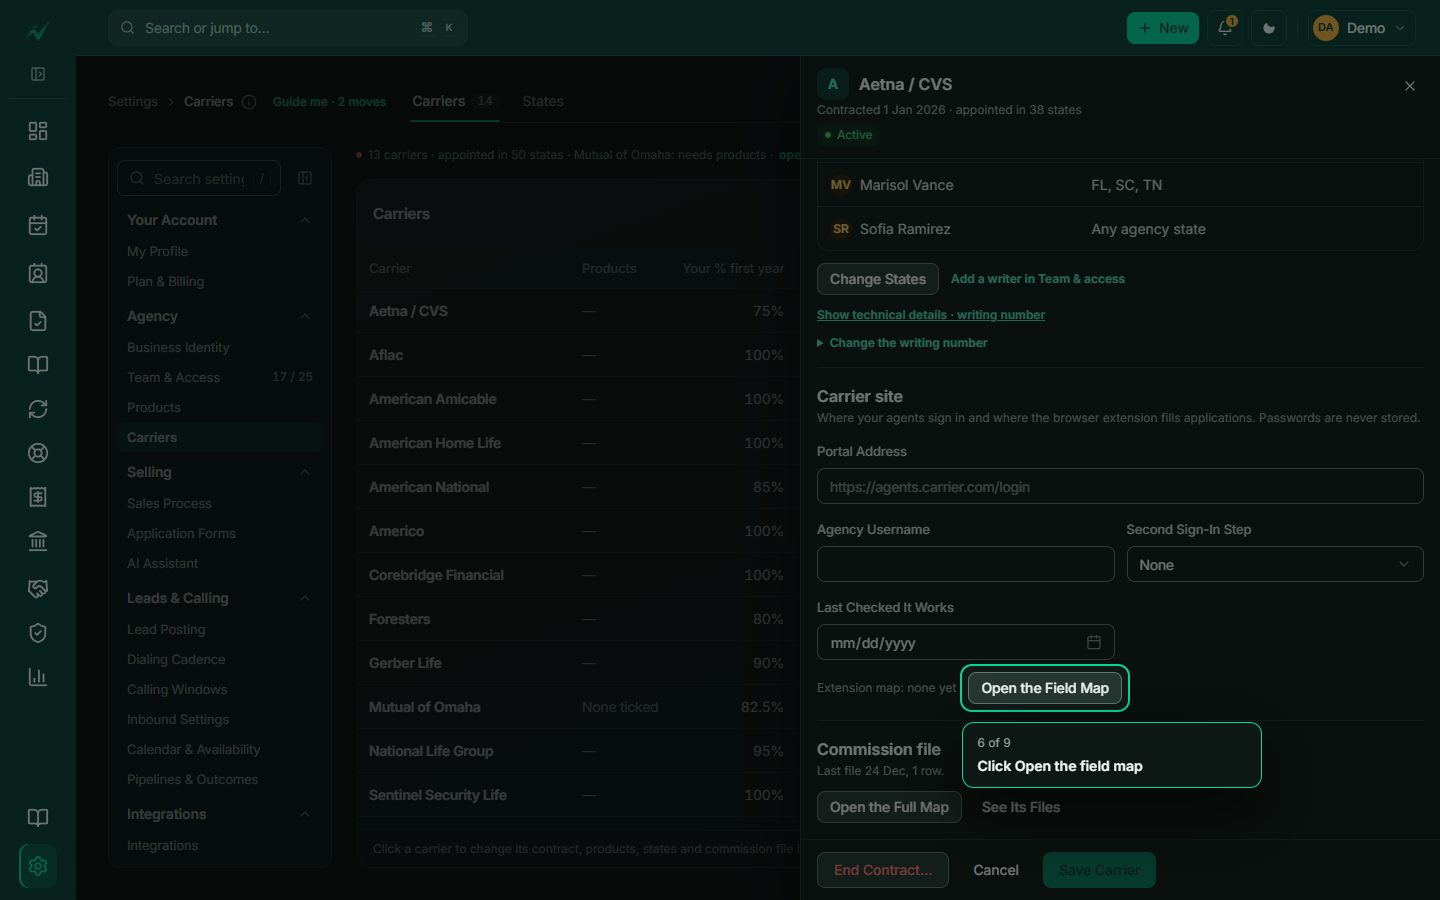 Search or jump to...
⌘ K
New
1
DA
Demo
Settings
Carriers
Guide me · 2 moves
Carriers 14
States
13 carriers · appointed in 50 states · Mutual of Omaha: needs products · ope
Search setting
/
Your Account
My Profile
Plan & Billing
Agency
Business Identity
Team & Access 17 / 25
Products
Carriers
Selling
Sales Process
Application Forms
AI Assistant
Leads & Calling
Lead Posting
Dialing Cadence
Calling Windows
Inbound Settings
Calendar & Availability
Pipelines & Outcomes
Integrations
Integrations
Carriers
Carrier Products Your % first year
Aetna / CVS — 75%
Aflac — 100%
American Amicable — 100%
American Home Life — 100%
American National — 85%
Americo — 100%
Corebridge Financial — 100%
Foresters — 80%
Gerber Life — 90%
Mutual of Omaha None ticked 82.5%
National Life Group — 95%
Sentinel Security Life — 100%
Click a carrier to change its contract, products, states and commission file i
A
Aetna / CVS
Contracted 1 Jan 2026 · appointed in 38 states
Active
MV Marisol Vance FL, SC, TN
SR Sofia Ramirez Any agency state
Change States
Add a writer in Team & access
Show technical details · writing number
Change the writing number
Carrier site
Where your agents sign in and where the browser extension fills applications. Passwords are never stored.
Portal Address
https://agents.carrier.com/login
Agency Username
Second Sign-In Step
None
Last Checked It Works
mm/dd/yyyy
Extension map: none yet
Open the Field Map
6 of 9
Click Open the field map
Commission file
Last file 24 Dec, 1 row.
Open the Full Map
See Its Files
End Contract...
Cancel
Save Carrier